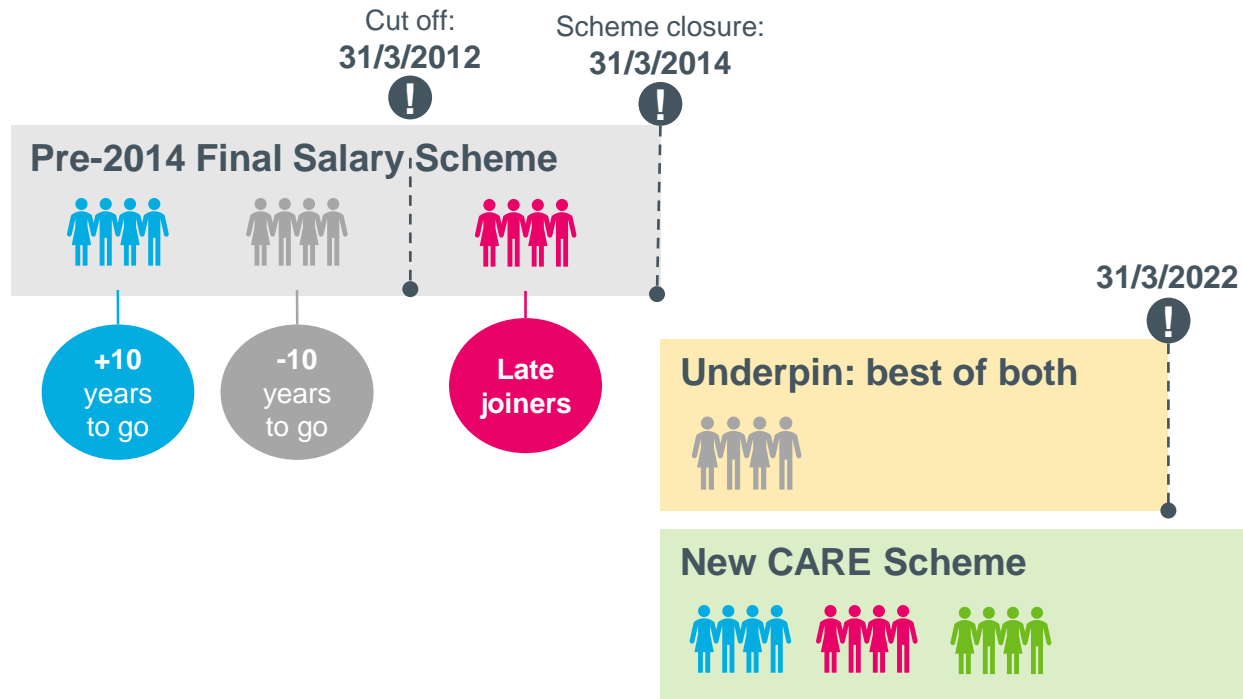 Cut off:
31/3/2012
!
Scheme closure:
31/3/2014
!
Pre-2014 Final Salary Scheme
+10
years
to go
-10
years
to go
Late
joiners
31/3/2022
!
Underpin: best of both
New CARE Scheme